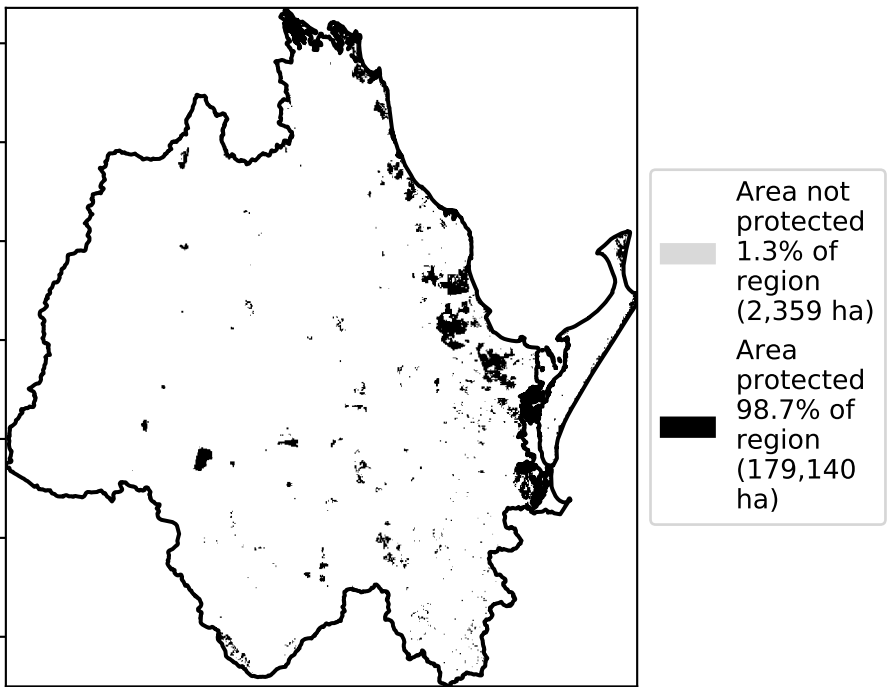 Area not
protected
1.3% of
region
(2,359 ha)
Area
protected
98.7% of
region
(179,140
ha)